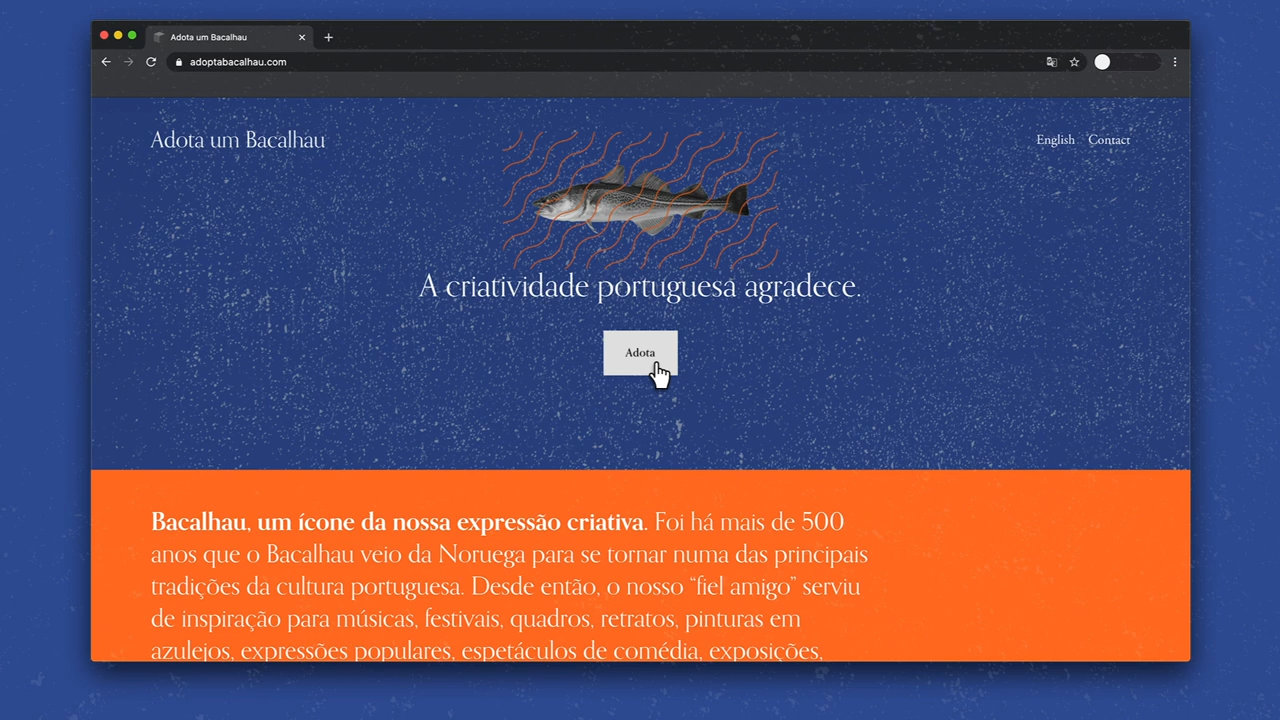 Adota um Bacalhau
adoptabacalhau.com
Adota um Bacalhau
English Contact
A criatividade portuguesa agradece.
Adota
Bacalhau, um ícone da nossa expressão criativa. Foi há mais de 500
anos que o Bacalhau veio da Noruega para se tornar numa das principais
tradições da cultura portuguesa. Desde então, o nosso “fiel amigo” serviu
de inspiração para músicas, festivais, quadros, retratos, pinturas em
azulejos, expressões populares, espetáculos de comédia, exposições,